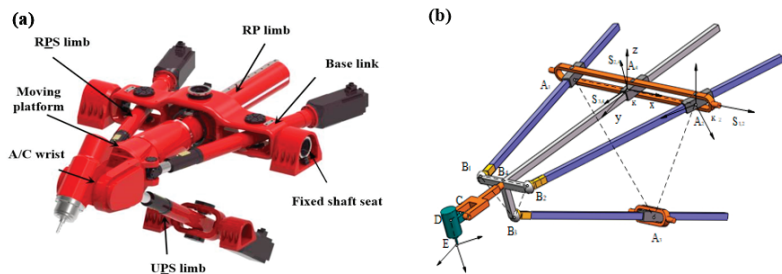 (a)
RPS limb
RP limb
Base link
Moving
platform
A/C wrist
Fixed shaft seat
UPS limb
(b)
z
A₄
A₁
K
x
y
A₂
B₁
B₄
B₂
C
D
B₃
E
A₃